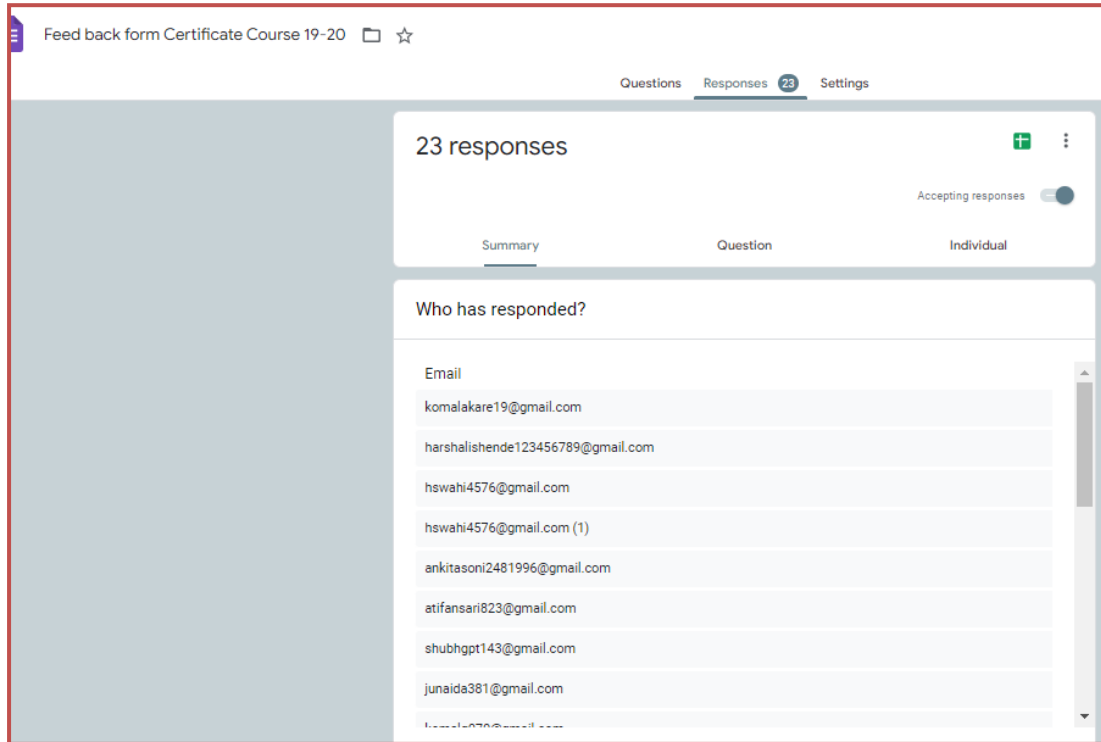 Feed back form Certificate Course 19-20
Questions Responses 23 Settings
23 responses
Accepting responses
Summary Question Individual
Who has responded?
Email
komalakare19@gmail.com
harshalishende123456789@gmail.com
hswahi4576@gmail.com
hswahi4576@gmail.com (1)
ankitasoni2481996@gmail.com
atifansari823@gmail.com
shubhgpt143@gmail.com
junaida381@gmail.com